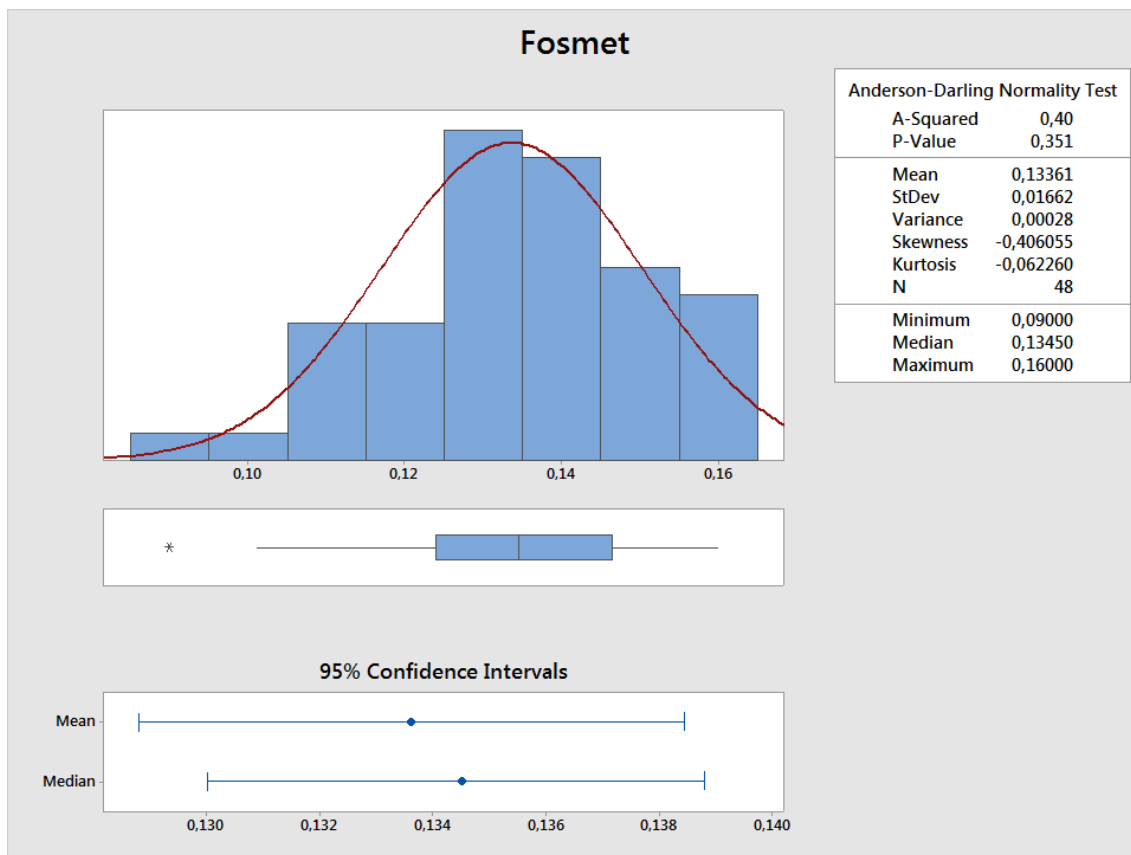 Fosmet
Anderson-Darling Normality Test
A-Squared 0,40
P-Value 0,351
Mean 0,13361
StDev 0,01662
Variance 0,00028
Skewness -0,406055
Kurtosis -0,062260
N 48
Minimum 0,09000
Median 0,13450
Maximum 0,16000
0,10 0,12 0,14 0,16
95% Confidence Intervals
Mean
Median
0,130 0,132 0,134 0,136 0,138 0,140